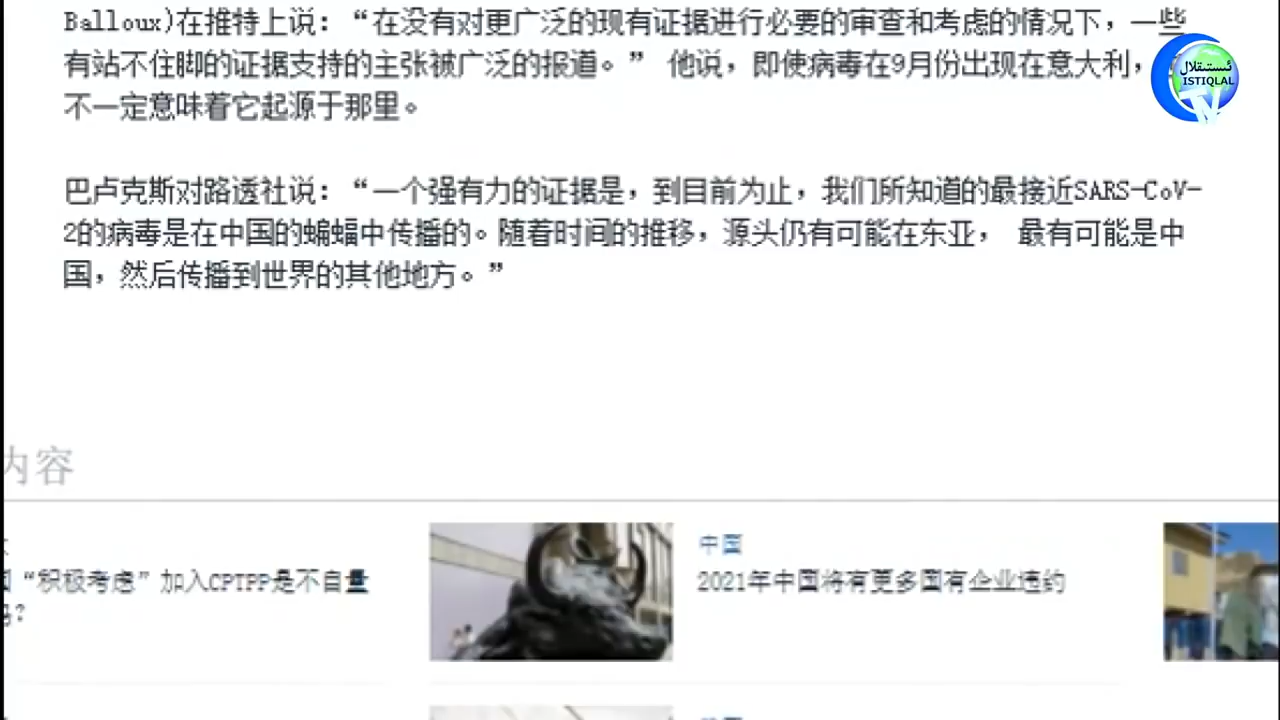 Balloux)在推特上说：“在没有对更广泛的现有证据进行必要的审查和考虑的情况下，一些
有站不住脚的证据支持的主张被广泛的报道。” 他说，即使病毒在9月份出现在意大利，
不一定意味着它起源于那里。
巴卢克斯对路透社说：“一个强有力的证据是，到目前为止，我们所知道的最接近SARS-CoV-
2的病毒是在中国的蝙蝠中传播的。随着时间的推移，源头仍有可能在东亚， 最有可能是中
国，然后传播到世界的其他地方。”
ئىستىقلال
ISTIQLAL
TV
内容
中国
“积极考虑”加入CPTPP是不自量
2021年中国将有更多国有企业违约